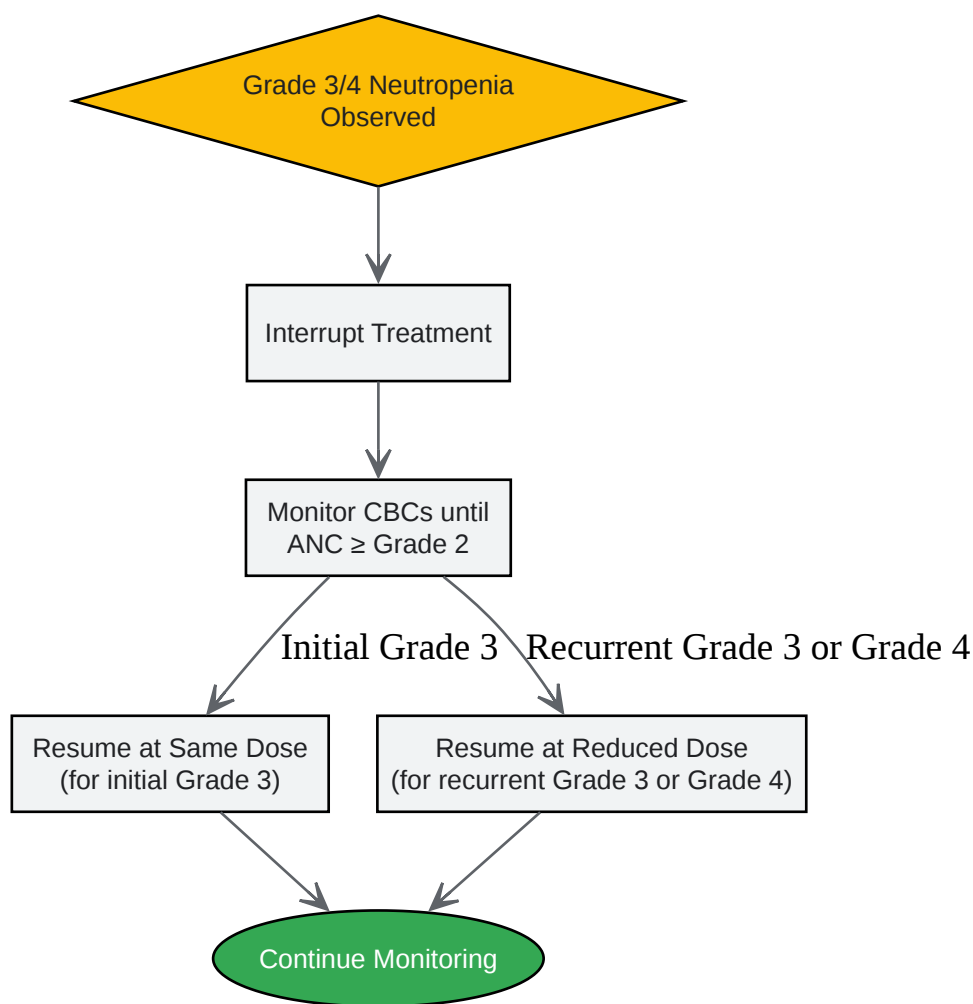 Grade 3/4 Neutropenia
Observed
Interrupt Treatment
Monitor CBCs until
ANC ≥ Grade 2
Initial Grade 3
Recurrent Grade 3 or Grade 4
Resume at Same Dose
(for initial Grade 3)
Resume at Reduced Dose
(for recurrent Grade 3 or Grade 4)
Continue Monitoring